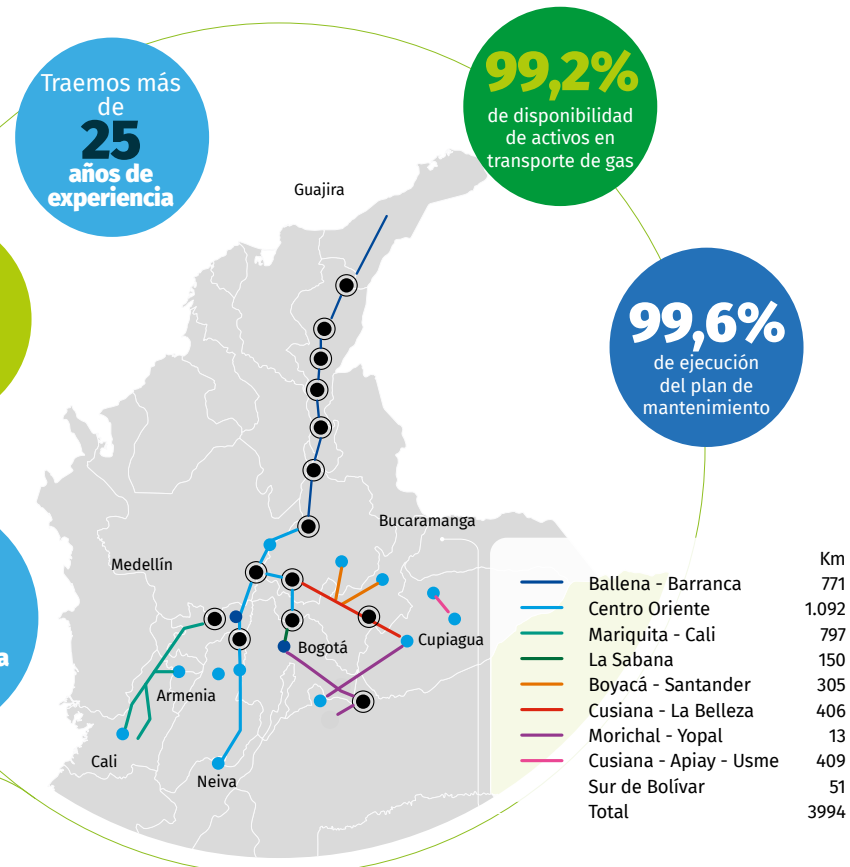 Traemos más
de
25
años de
experiencia
99,2%
de disponibilidad
de activos en
transporte de gas
99,6%
de ejecución
del plan de
mantenimiento
a
Guajira
Bucaramanga
Medellín
Cupiagua
Bogotá
Armenia
Cali
Neiva
Km
Ballena - Barranca 771
Centro Oriente 1.092
Mariquita - Cali 797
La Sabana 150
Boyacá - Santander 305
Cusiana - La Belleza 406
Morichal - Yopal 13
Cusiana - Apiay - Usme 409
Sur de Bolívar 51
Total 3994